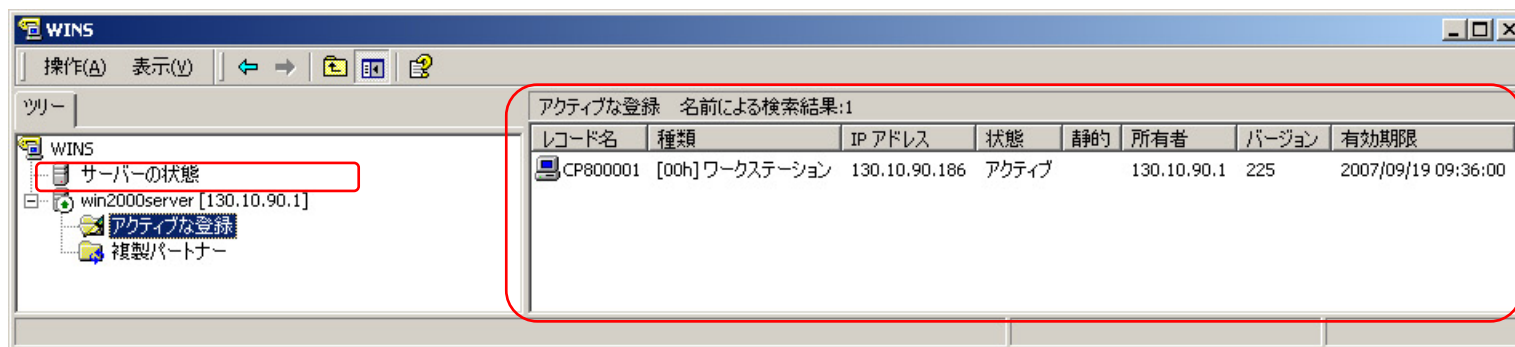 WINS
操作(A) 表示(V)
ツリー
WINS
サーバーの状態
win2000server [130.10.90.1]
アクティブな登録
複製パートナー
アクティブな登録 名前による検索結果:1
レコード名 種類 IP アドレス 状態 静的 所有者 バージョン 有効期限
CP800001 [00h] ワークステーション 130.10.90.186 アクティブ 130.10.90.1 225 2007/09/19 09:36:00